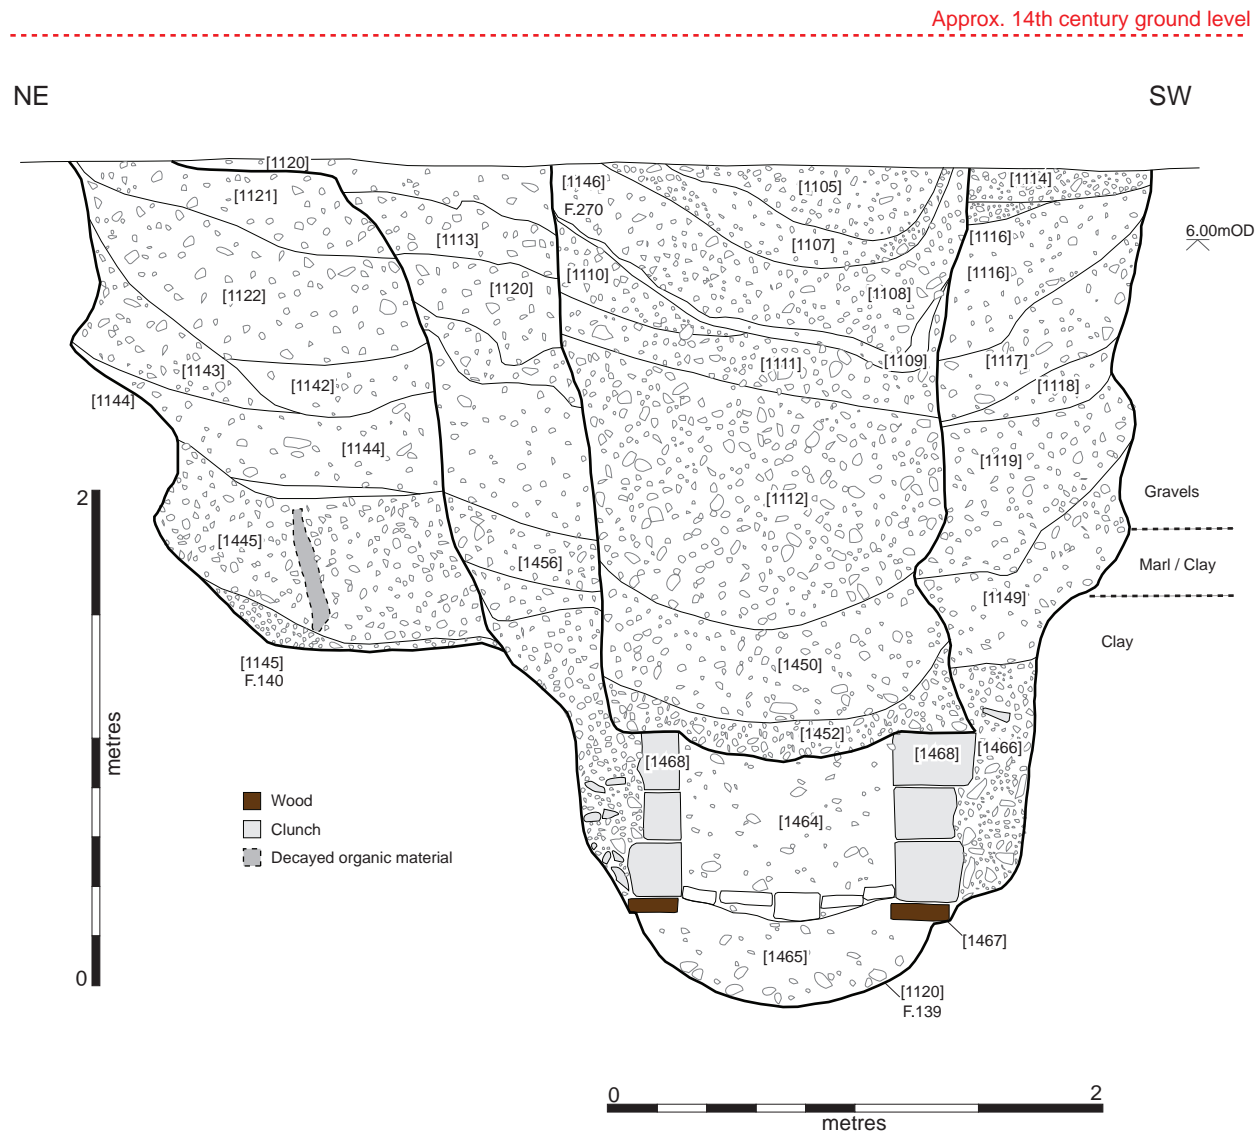 Approx. 14th century ground level
NE
SW
[1120]
[1121]
[1146]
F.270
[1105]
[1114]
[1113]
[1107]
[1116]
6.00mOD
[1122]
[1120]
[1110]
[1108]
[1116]
[1143]
[1142]
[1111]
[1109]
[1117]
[1118]
[1144]
[1144]
[1119]
2
[1112]
Gravels
[1445]
[1456]
Marl / Clay
[1149]
Clay
[1145]
F.140
[1450]
metres
[1452]
[1468]
[1468]
[1466]
Wood
Clunch
Decayed organic material
[1464]
[1467]
[1465]
0
[1120]
F.139
0
2
metres